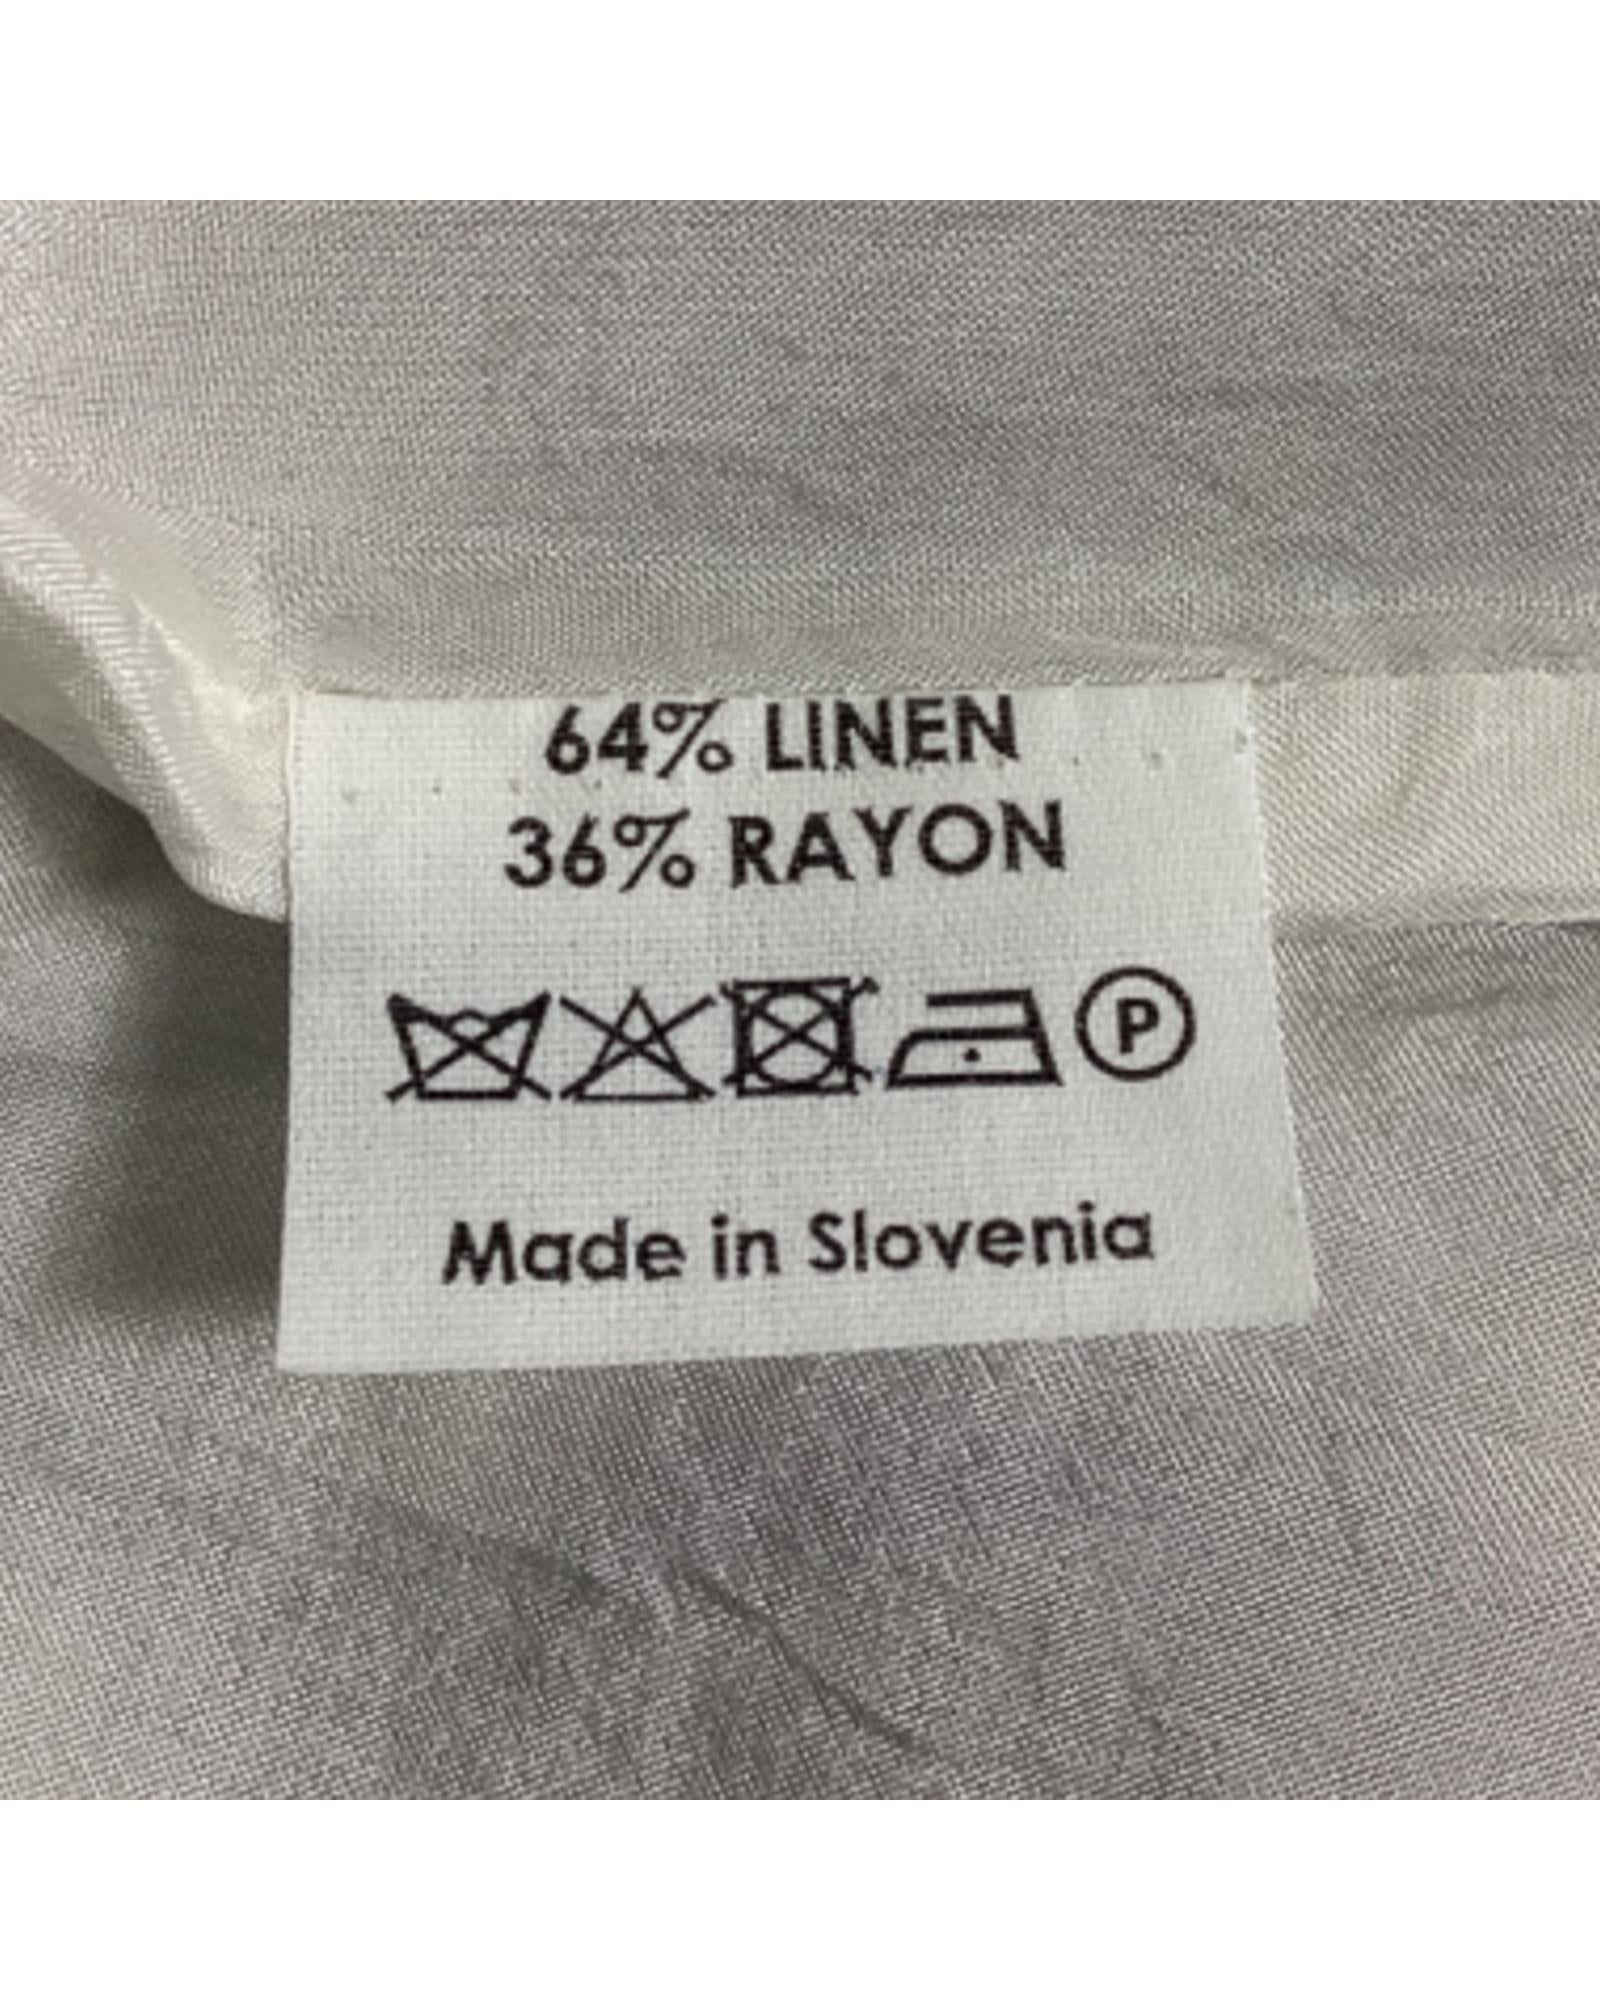 64% LINEN
36% RAYON
P
Made in Slovenia